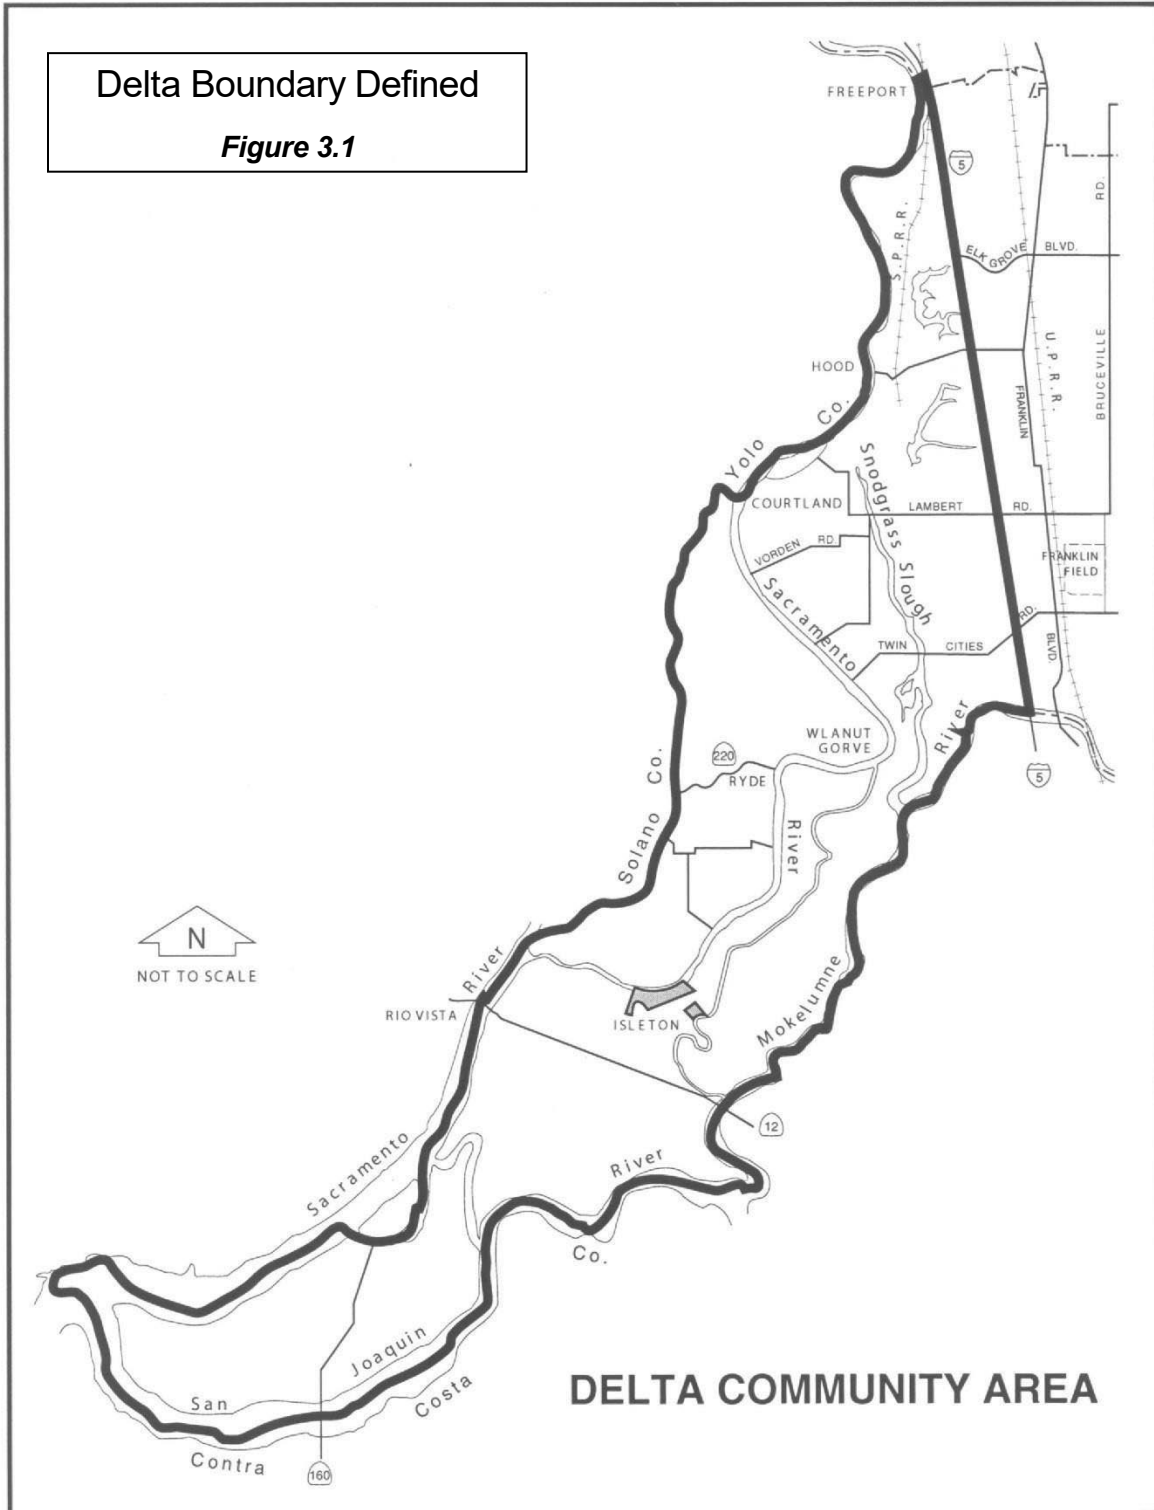 Delta Boundary Defined
Figure 3.1
FREEPORT
5
RD.
S.P.R.R.
ELK GROVE BLVD.
U.P.R.R.
BRUCEVILLE
HOOD
FRANKLIN
Yolo Co.
Snodgrass Slough
COURTLAND
LAMBERT RD.
VORDEN RD.
FRANKLIN
FIELD
Sacramento
RD.
TWIN CITIES
BLVD.
River
WLANUT
GORVE
220
RYDE
5
Solano Co.
River
N
NOT TO SCALE
River
RIO VISTA
ISLETON
Mokelumne
12
Sacramento
River
Co.
Joaquin
San
Costa
Contra
160
DELTA COMMUNITY AREA